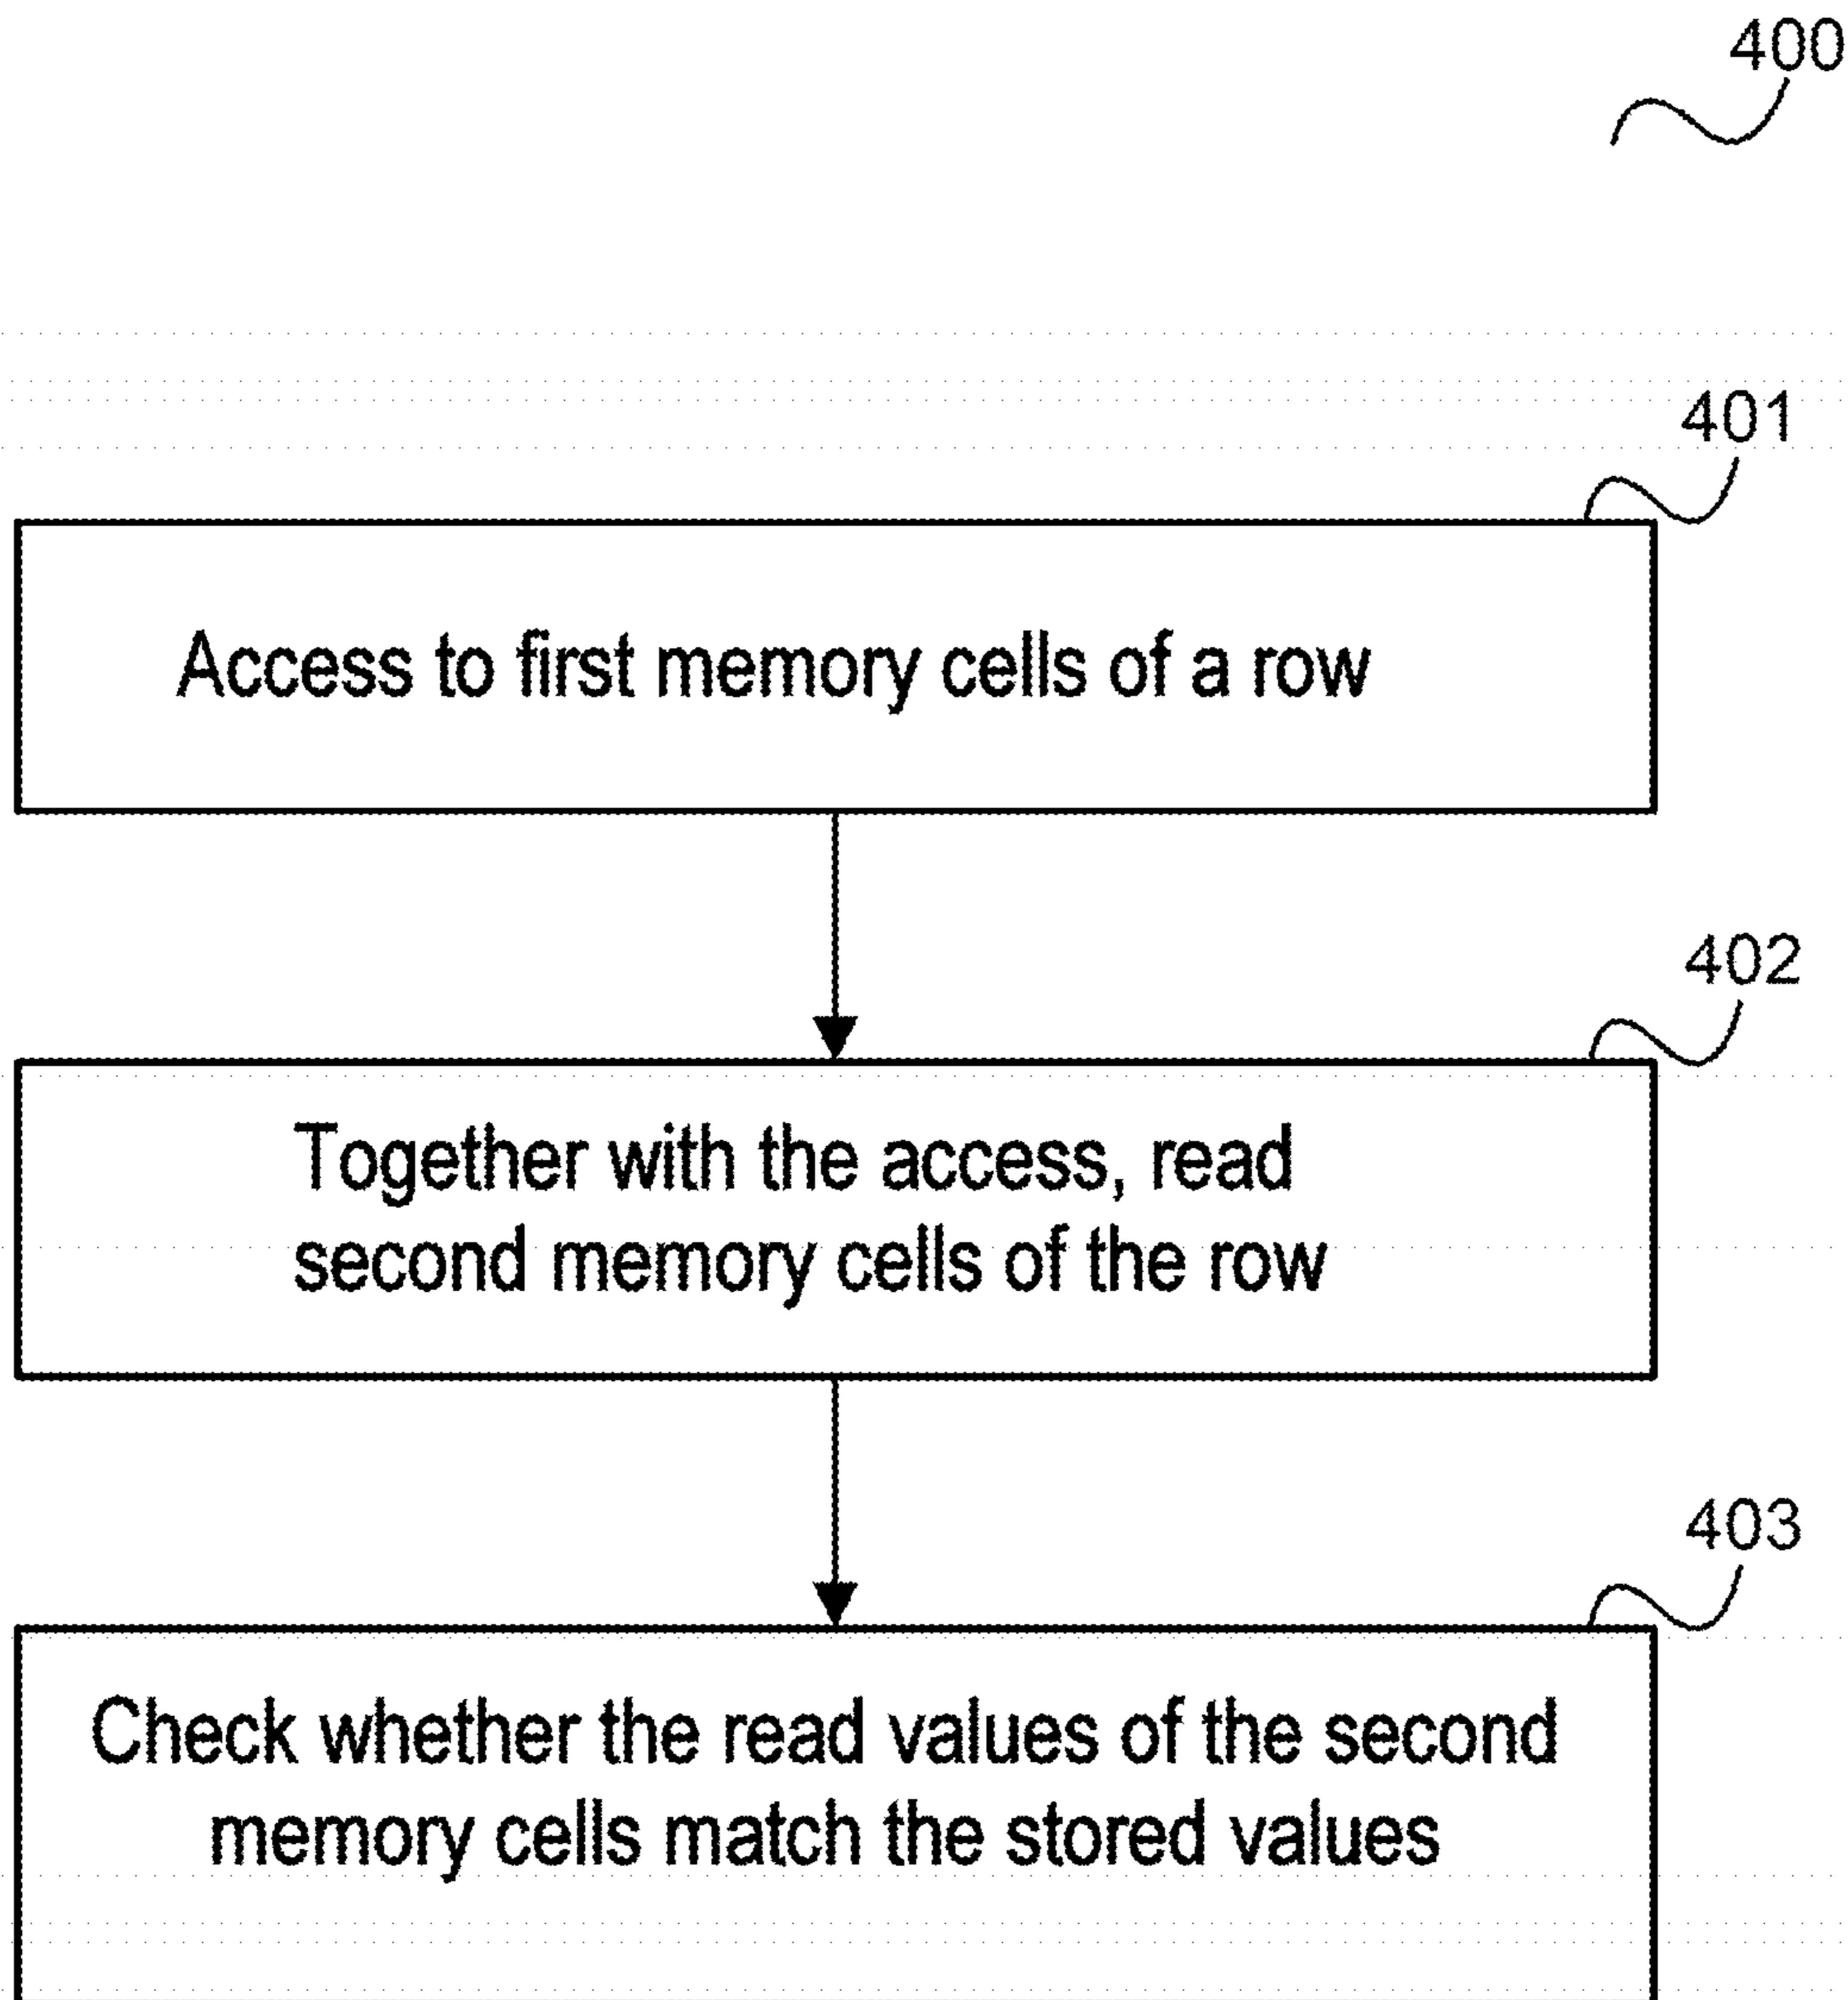 400
401
Access to first memory cells of a row
402
Together with the access, read
second memory cells of the row
403
Check whether the read values of the second
memory cells match the stored values